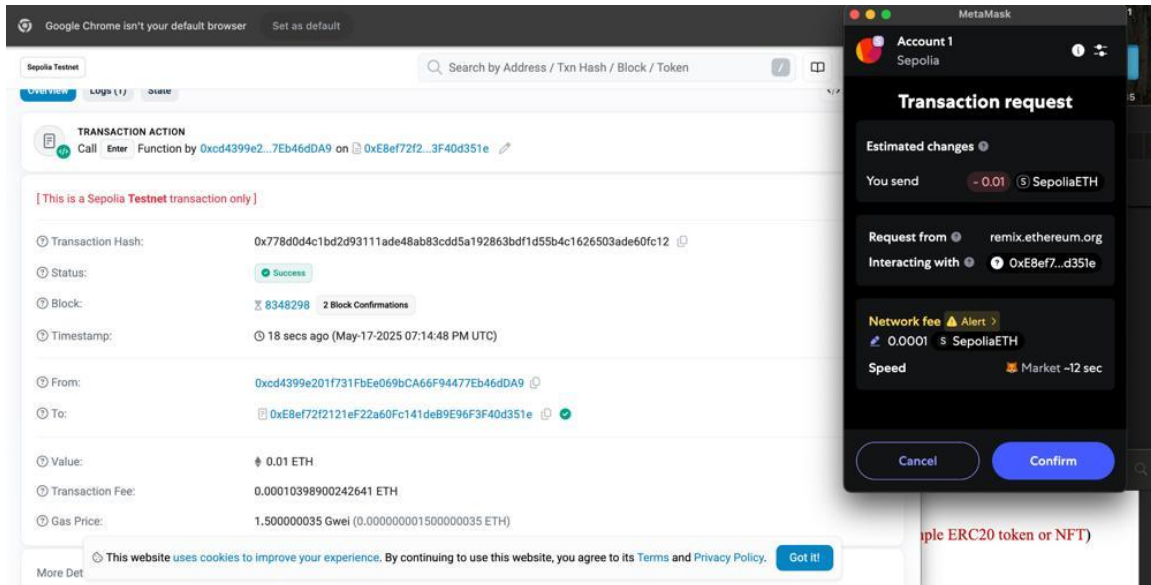 Google Chrome isn't your default browser Set as default
Sepolia Testnet
Search by Address / Txn Hash / Block / Token /
Overview Logs (1) State
TRANSACTION ACTION
Call Enter Function by 0xcd4399e2...7Eb46dDA9 on 0xE8ef72f2...3F40d351e
[ This is a Sepolia Testnet transaction only ]
Transaction Hash: 0x778d0d4c1bd2d93111ade48ab83cdd5a192863bdf1d55b4c1626503ade60fc12
Status: Success
Block: 8348298 2 Block Confirmations
Timestamp: 18 secs ago (May-17-2025 07:14:48 PM UTC)
From: 0xcd4399e201f731FbEe069bCA66F94477Eb46dDA9
To: 0xE8ef72f2121eF22a60Fc141deB9E96F3F40d351e
Value: 0.01 ETH
Transaction Fee: 0.00010398900242641 ETH
Gas Price: 1.500000035 Gwei (0.000000001500000035 ETH)
This website uses cookies to improve your experience. By continuing to use this website, you agree to its Terms and Privacy Policy. Got it!
More Det
MetaMask
Account 1
Sepolia
Transaction request
Estimated changes
You send - 0.01 S SepoliaETH
Request from remix.ethereum.org
Interacting with 0xE8ef7...d351e
Network fee Alert >
0.0001 S SepoliaETH
Speed Market ~12 sec
Cancel Confirm
ple ERC20 token or NFT)